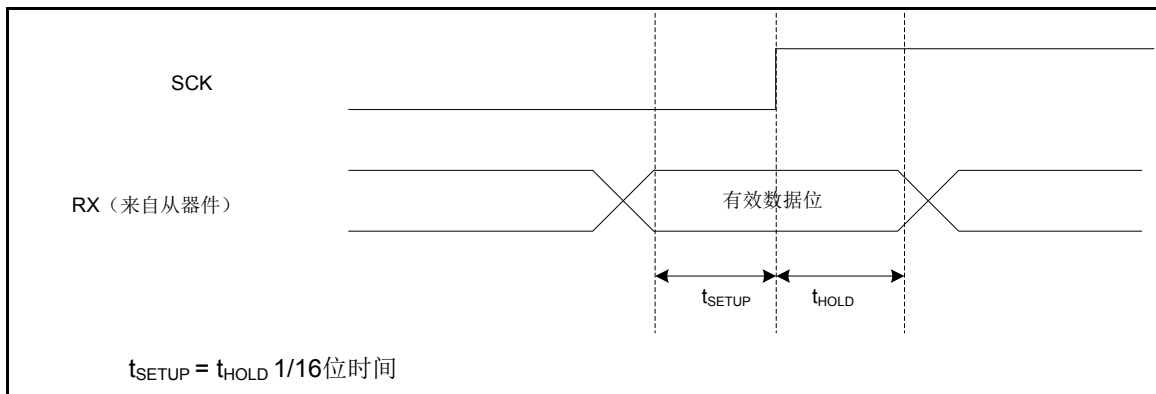 SCK
RX（来自从器件）
有效数据位
tSETUP
tHOLD
tSETUP = tHOLD 1/16位时间